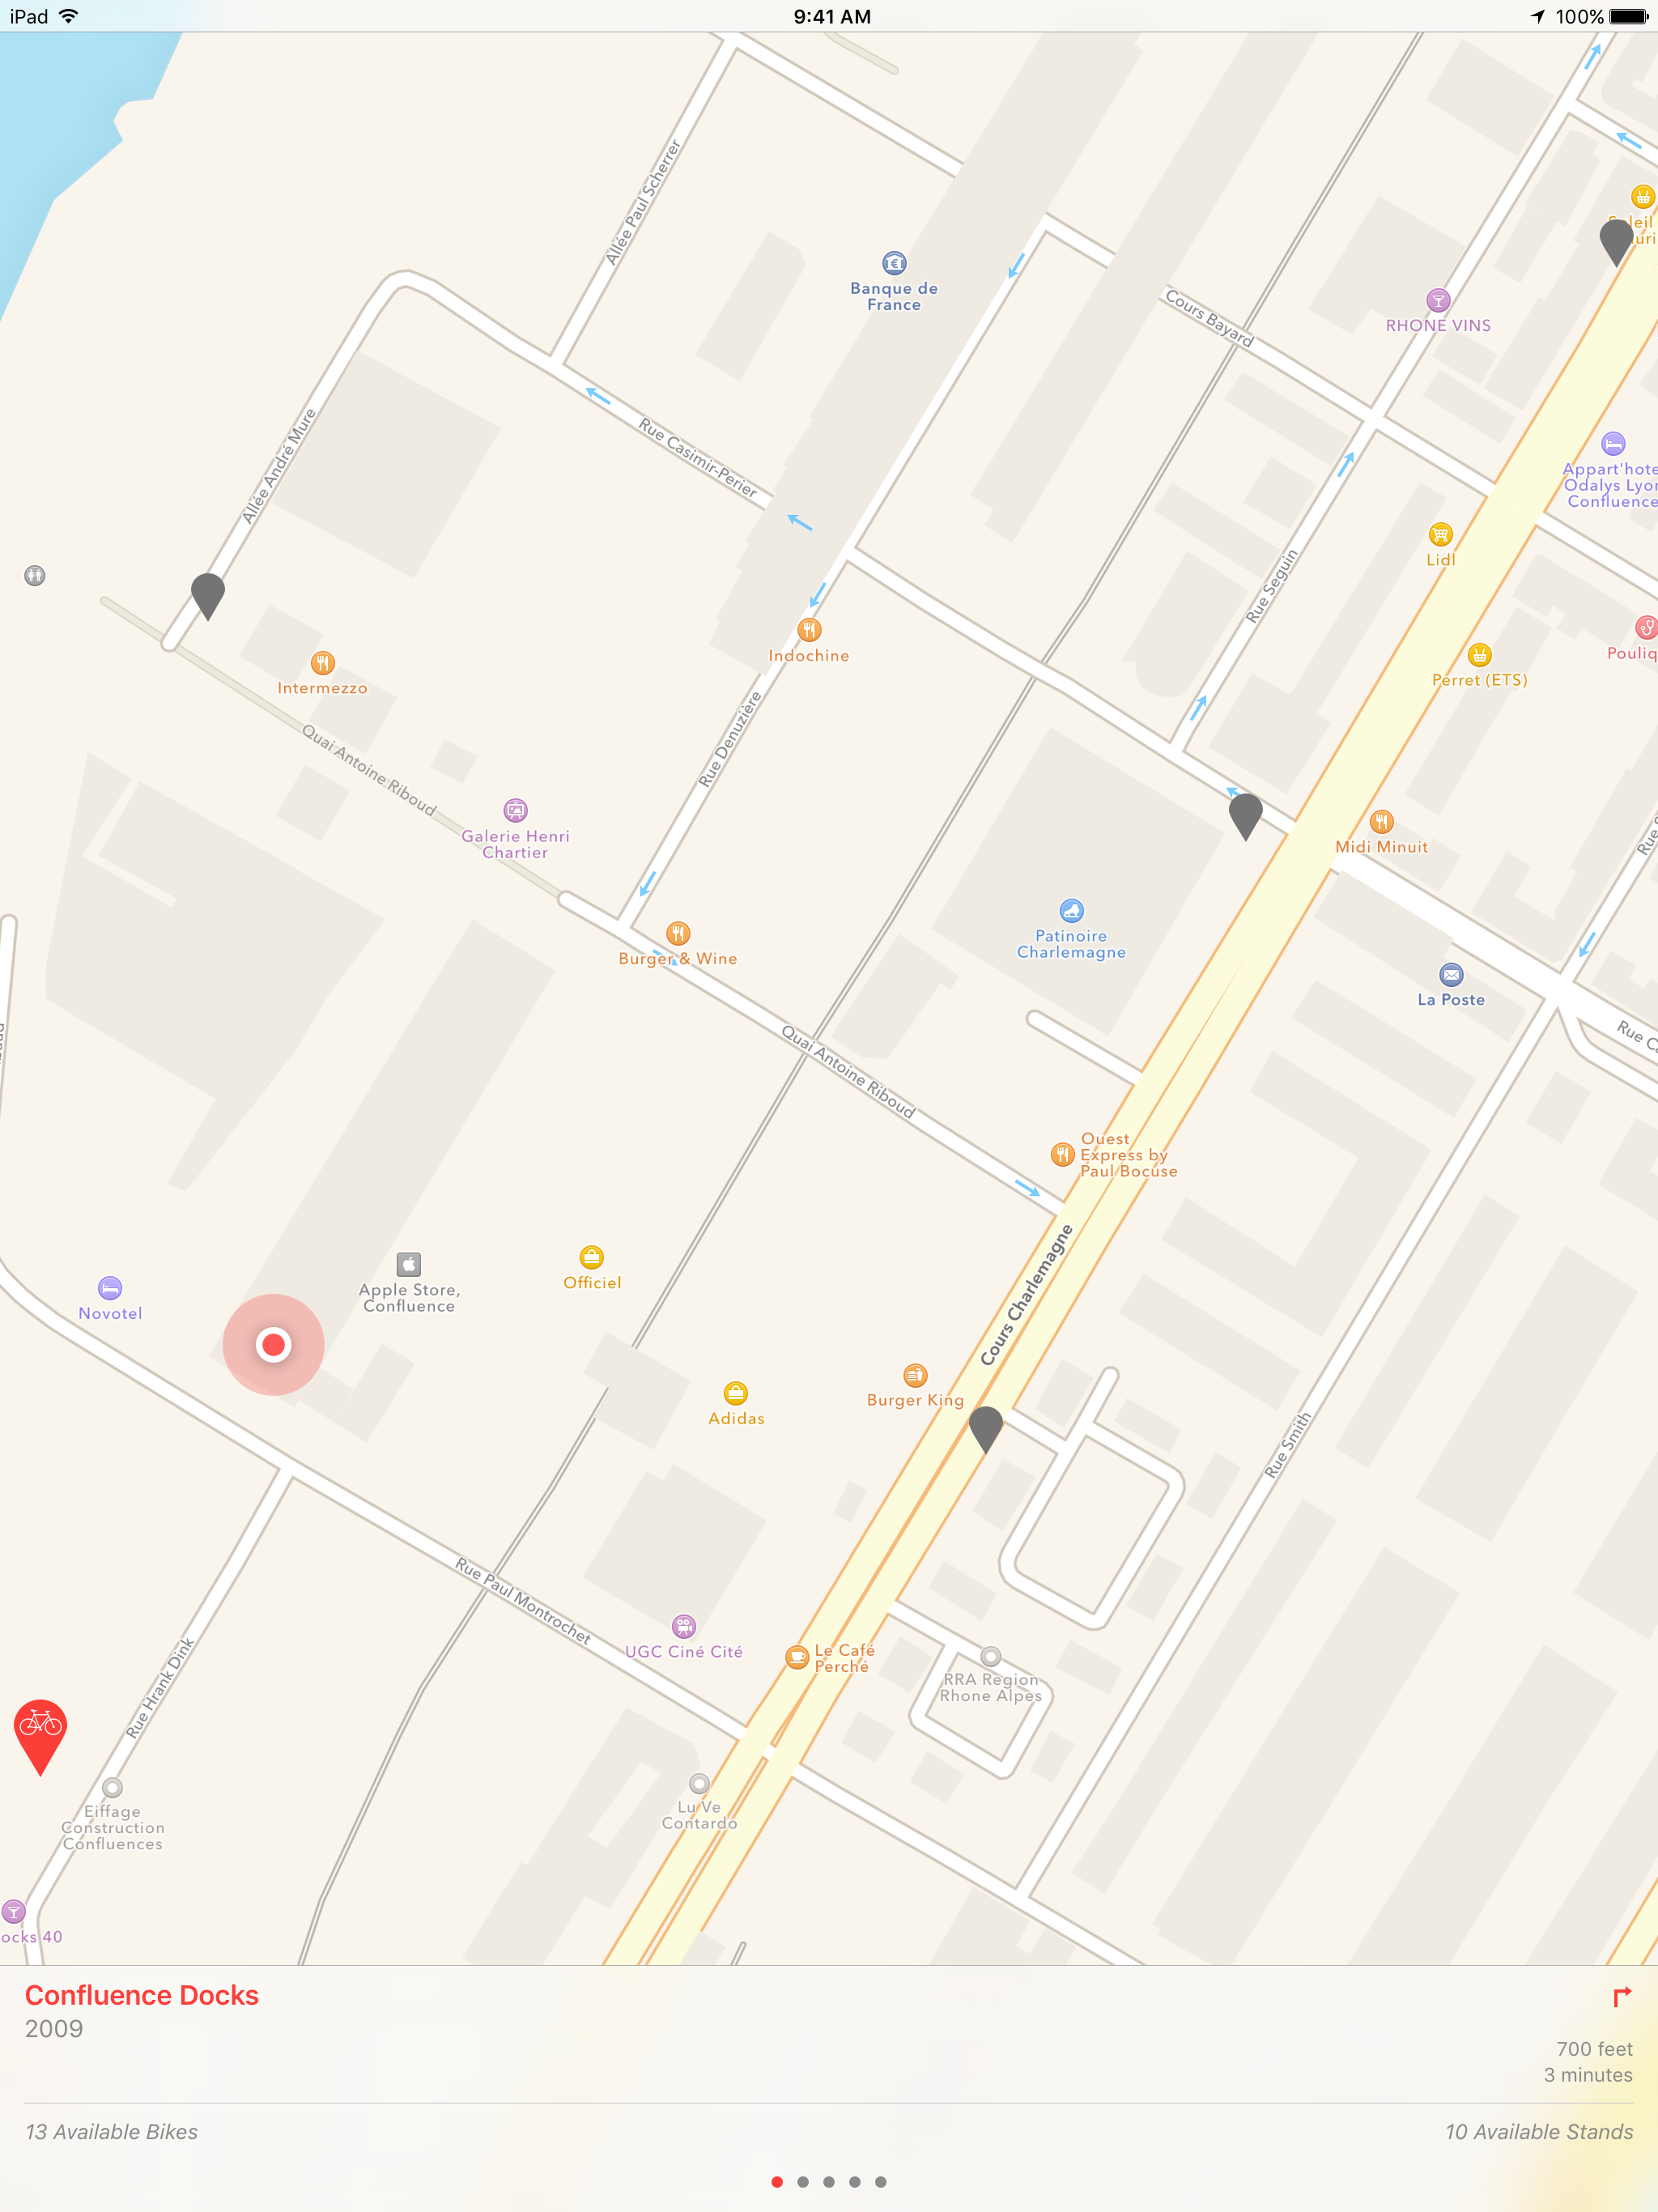 iPad
9:41 AM
100%
Allée Paul Scherrer
Banque de
France
Cours Bayard
RHONE VINS
Appart'hote
Odalys Lyon
Confluence
Allée André Mure
Rue Casimir-Perier
Lidl
Rue Seguin
Indochine
Intermezzo
Perret (ETS)
Pouliq
Rue Denuzière
Quai Antoine Riboud
Galerie Henri
Chartier
Midi Minuit
Burger & Wine
Patinoire
Charlemagne
La Poste
Quai Antoine Riboud
Rue Ca
Ouest
Express by
Paul Bocuse
Cours Charlemagne
Apple Store,
Confluence
Officiel
Novotel
Burger King
Adidas
Rue Smith
Rue Paul Montrochet
UGC Ciné Cité
Le Café
Perché
RRA Region
Rhone Alpes
Rue Hrank Dink
Lu Ve
Contardo
Eiffage
Construction
Confluences
ocks 40
Confluence Docks
2009
700 feet
3 minutes
13 Available Bikes
10 Available Stands